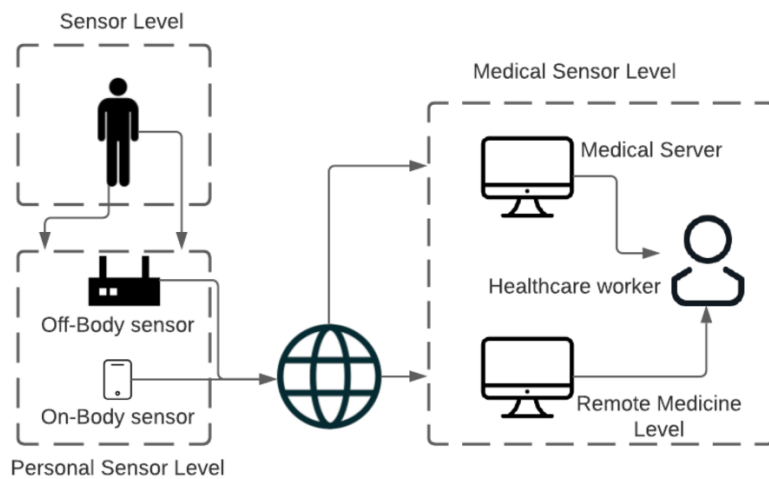 Sensor Level
Medical Sensor Level
Medical Server
Healthcare worker
Off-Body sensor
On-Body sensor
Remote Medicine
Level
Personal Sensor Level